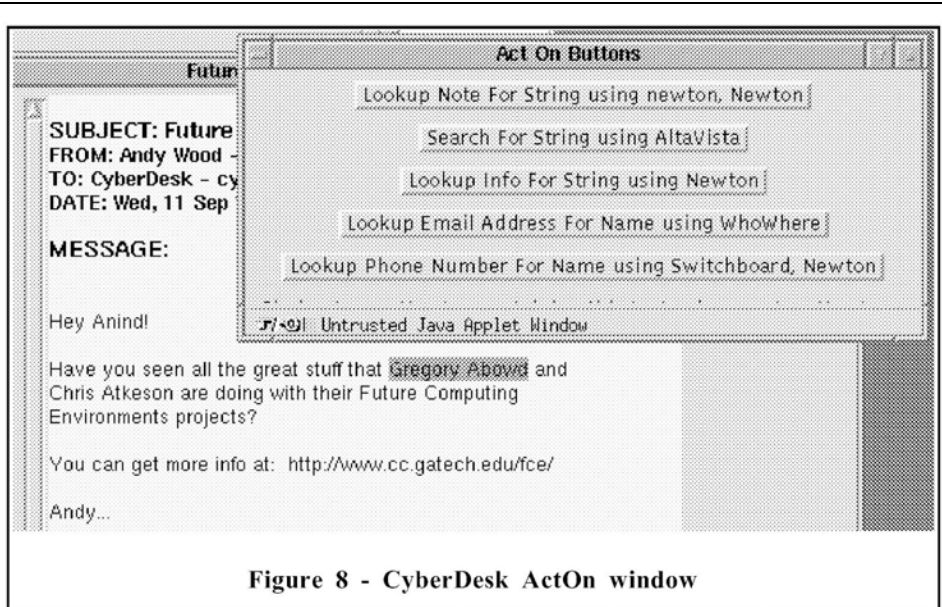 Act On Buttons
Lookup Note For String using newton, Newton
Search For String using AltaVista
Lookup Info For String using Newton
Lookup Email Address For Name using WhoWhere
Lookup Phone Number For Name using Switchboard, Newton
Untrusted Java Applet Window
Futur
SUBJECT: Future
FROM: Andy Wood -
TO: CyberDesk - cy
DATE: Wed, 11 Sep
MESSAGE:
Hey Anind!
Have you seen all the great stuff that Gregory Abowd and
Chris Atkeson are doing with their Future Computing
Environments projects?
You can get more info at: http://www.cc.gatech.edu/fce/
Andy...
Figure 8 - CyberDesk ActOn window